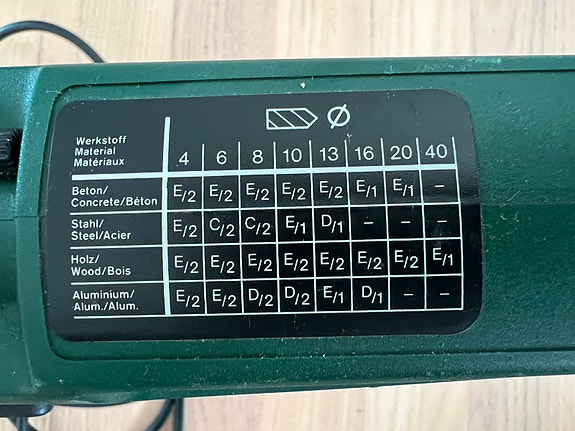 Ø
Werkstoff
Material
Matériaux
4 6 8 10 13 16 20 40
Beton/
Concrete/Béton
E/2 E/2 E/2 E/2 E/2 E/1 E/1 –
Stahl/
Steel/Acier
E/2 C/2 C/2 E/1 D/1 – – –
Holz/
Wood/Bois
E/2 E/2 E/2 E/2 E/2 E/2 E/2 E/1
Aluminium/
Alum./Alum.
E/2 E/2 D/2 D/2 E/1 D/1 – –